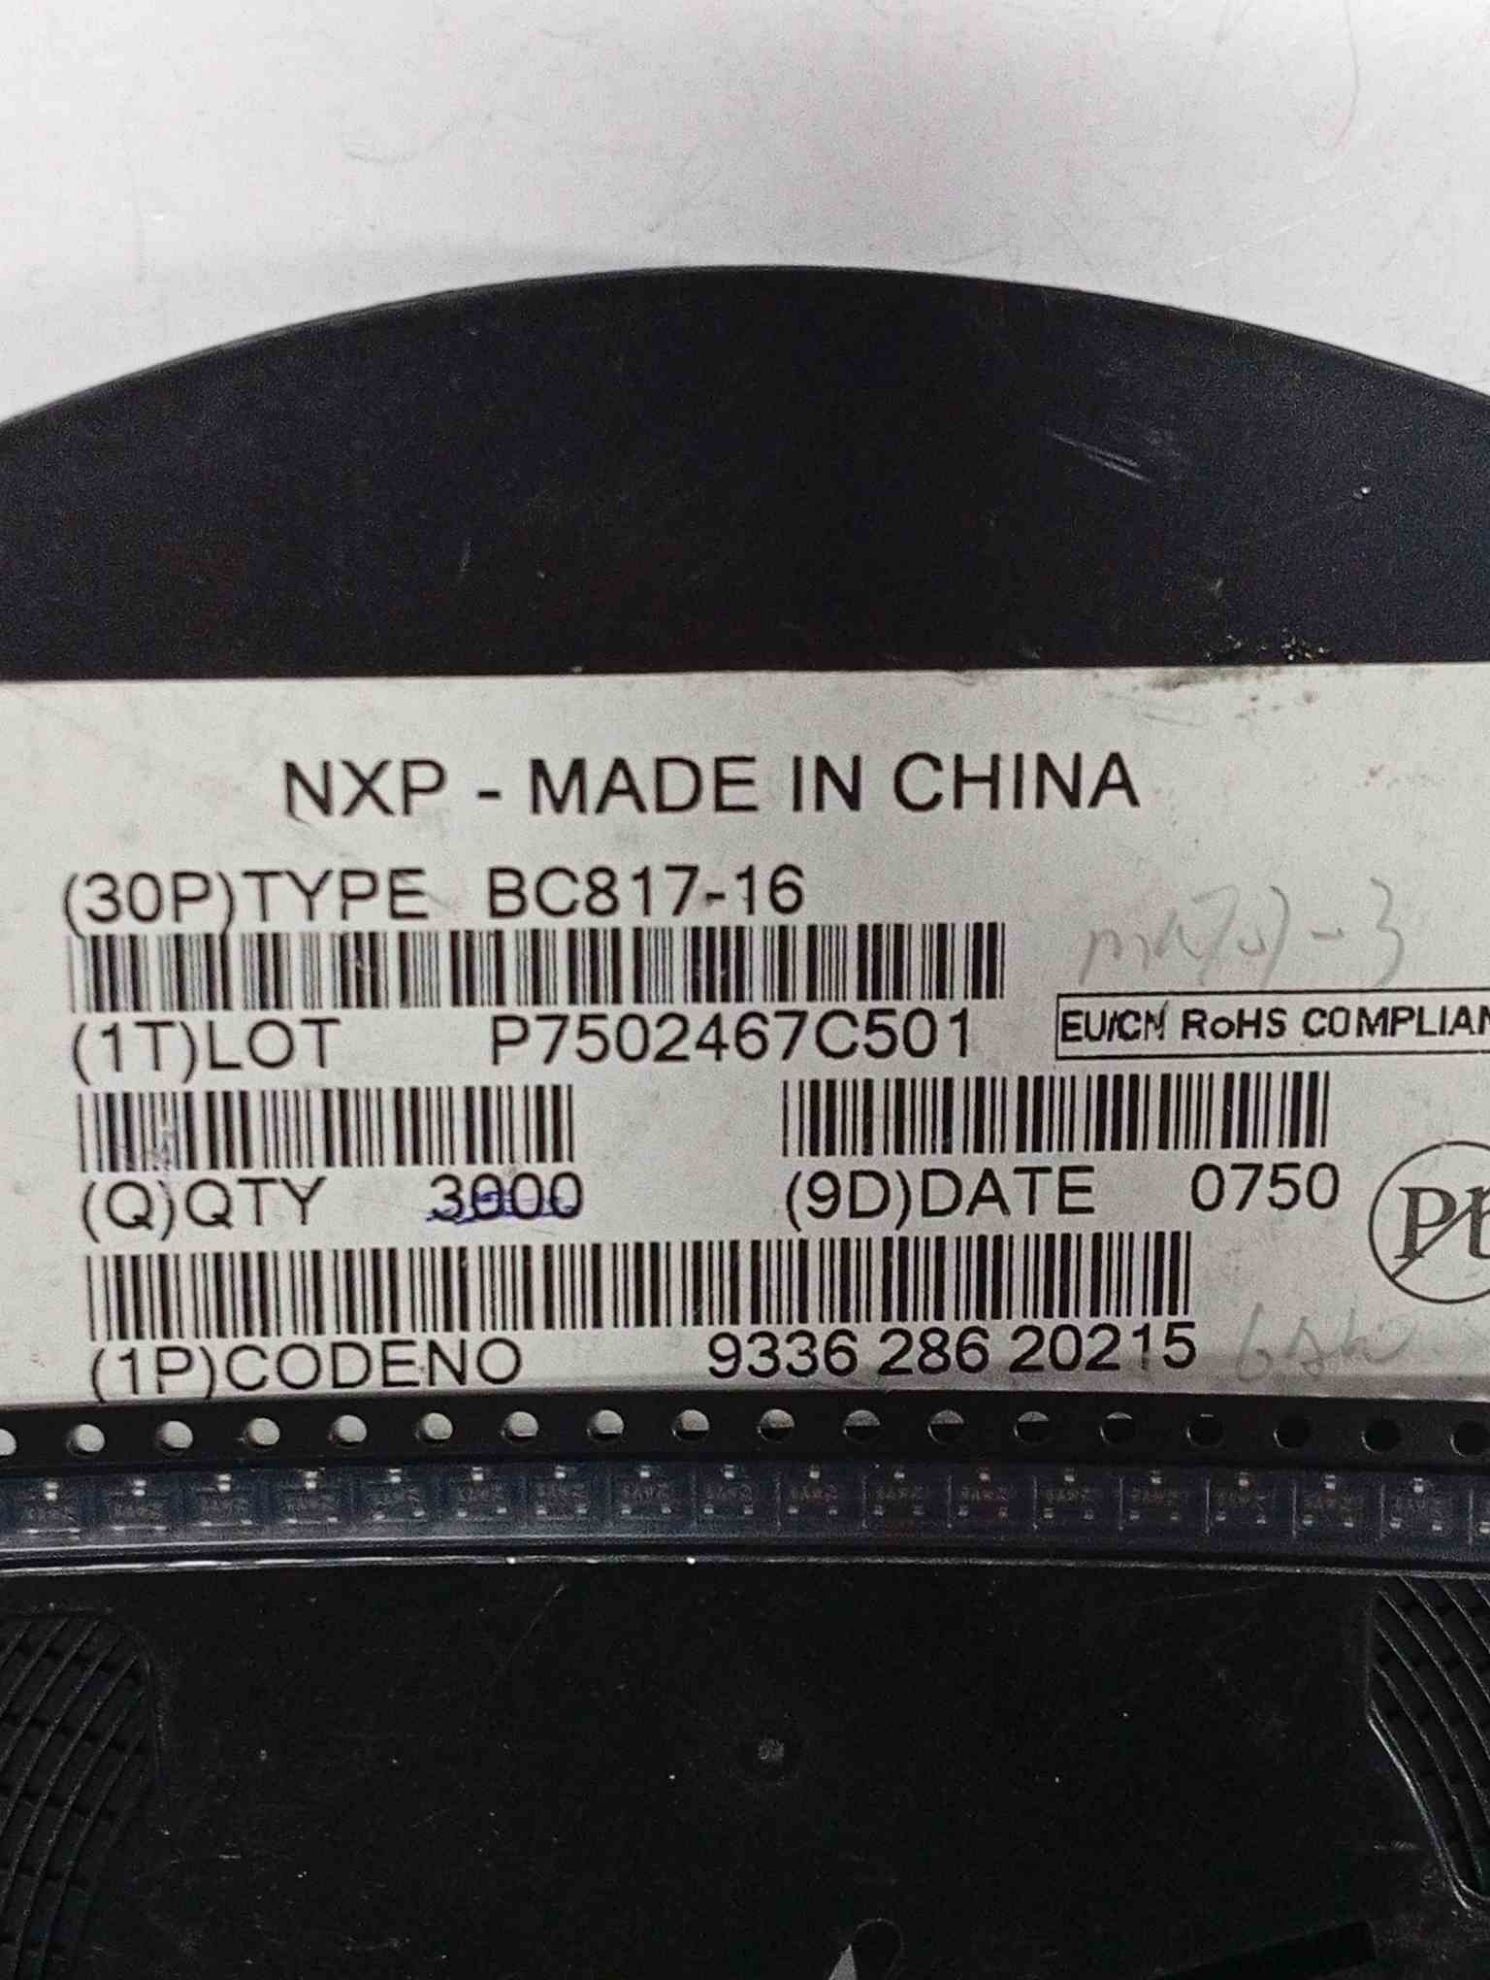 NXP - MADE IN CHINA
(30P)TYPE BC817-16
(1T)LOT P7502467C501
EU/CN RoHS COMPLIAN
(Q)QTY 3000
(9D)DATE 0750
(1P)CODENO 9336 286 20215